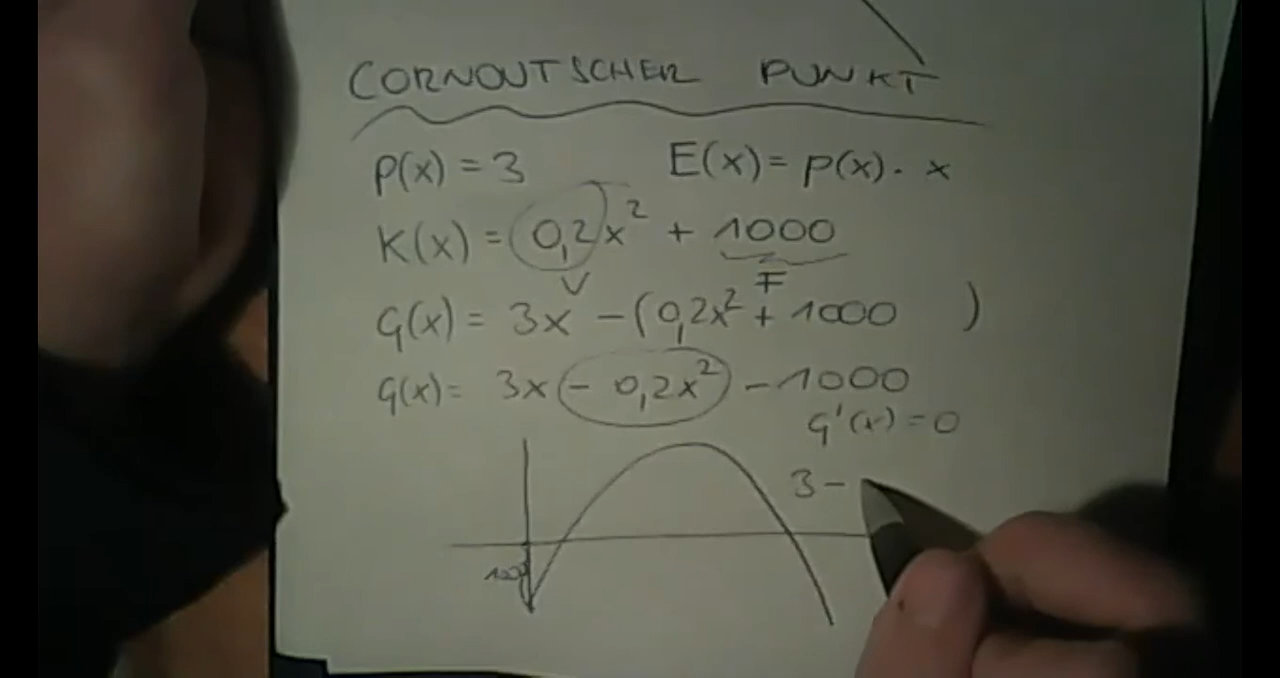 CORNOUTSCHER PUNKT
p(x) = 3 E(x) = p(x) · x
K(x) = 0,2x² + 1000
V F
G(x) = 3x - (0,2x² + 1000 )
G(x) = 3x - 0,2x² - 1000
G'(x) = 0
3 -
1000